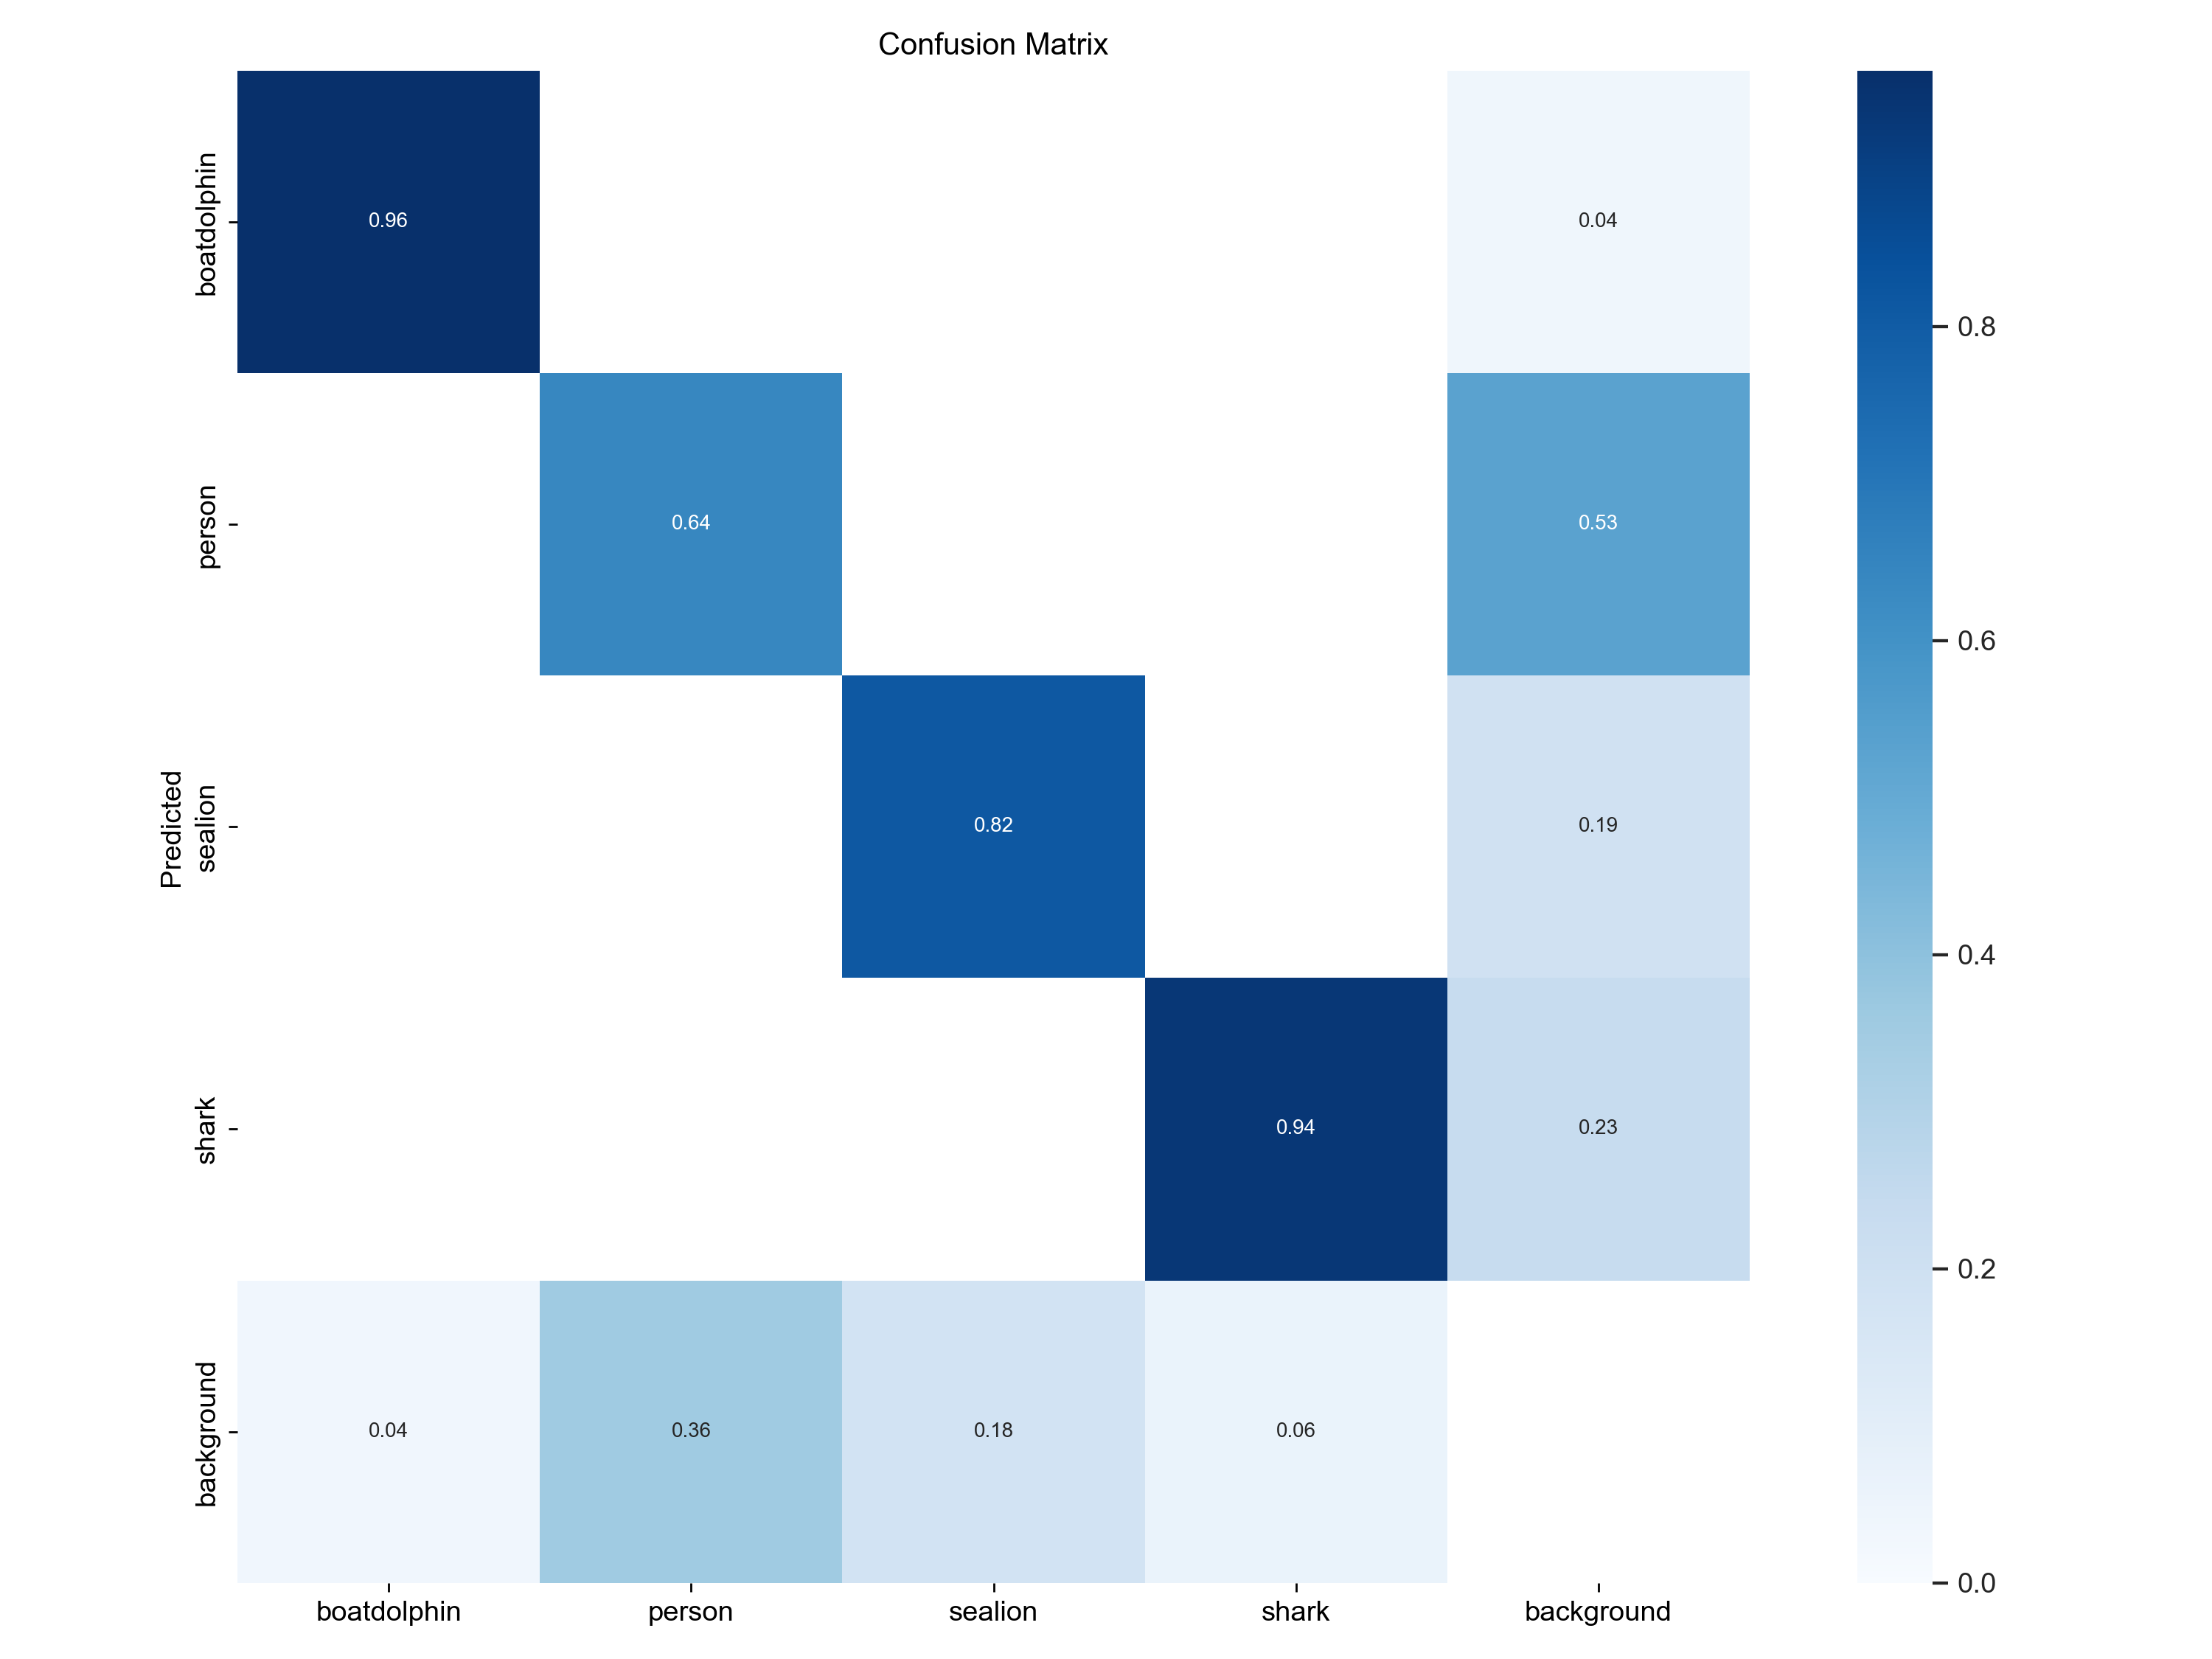 Confusion Matrix
boatdolphin
0.96
0.04
person
0.64
0.53
Predicted
sealion
0.82
0.19
shark
0.94
0.23
background
0.04
0.36
0.18
0.06
boatdolphin
person
sealion
shark
background
0.8
0.6
0.4
0.2
0.0